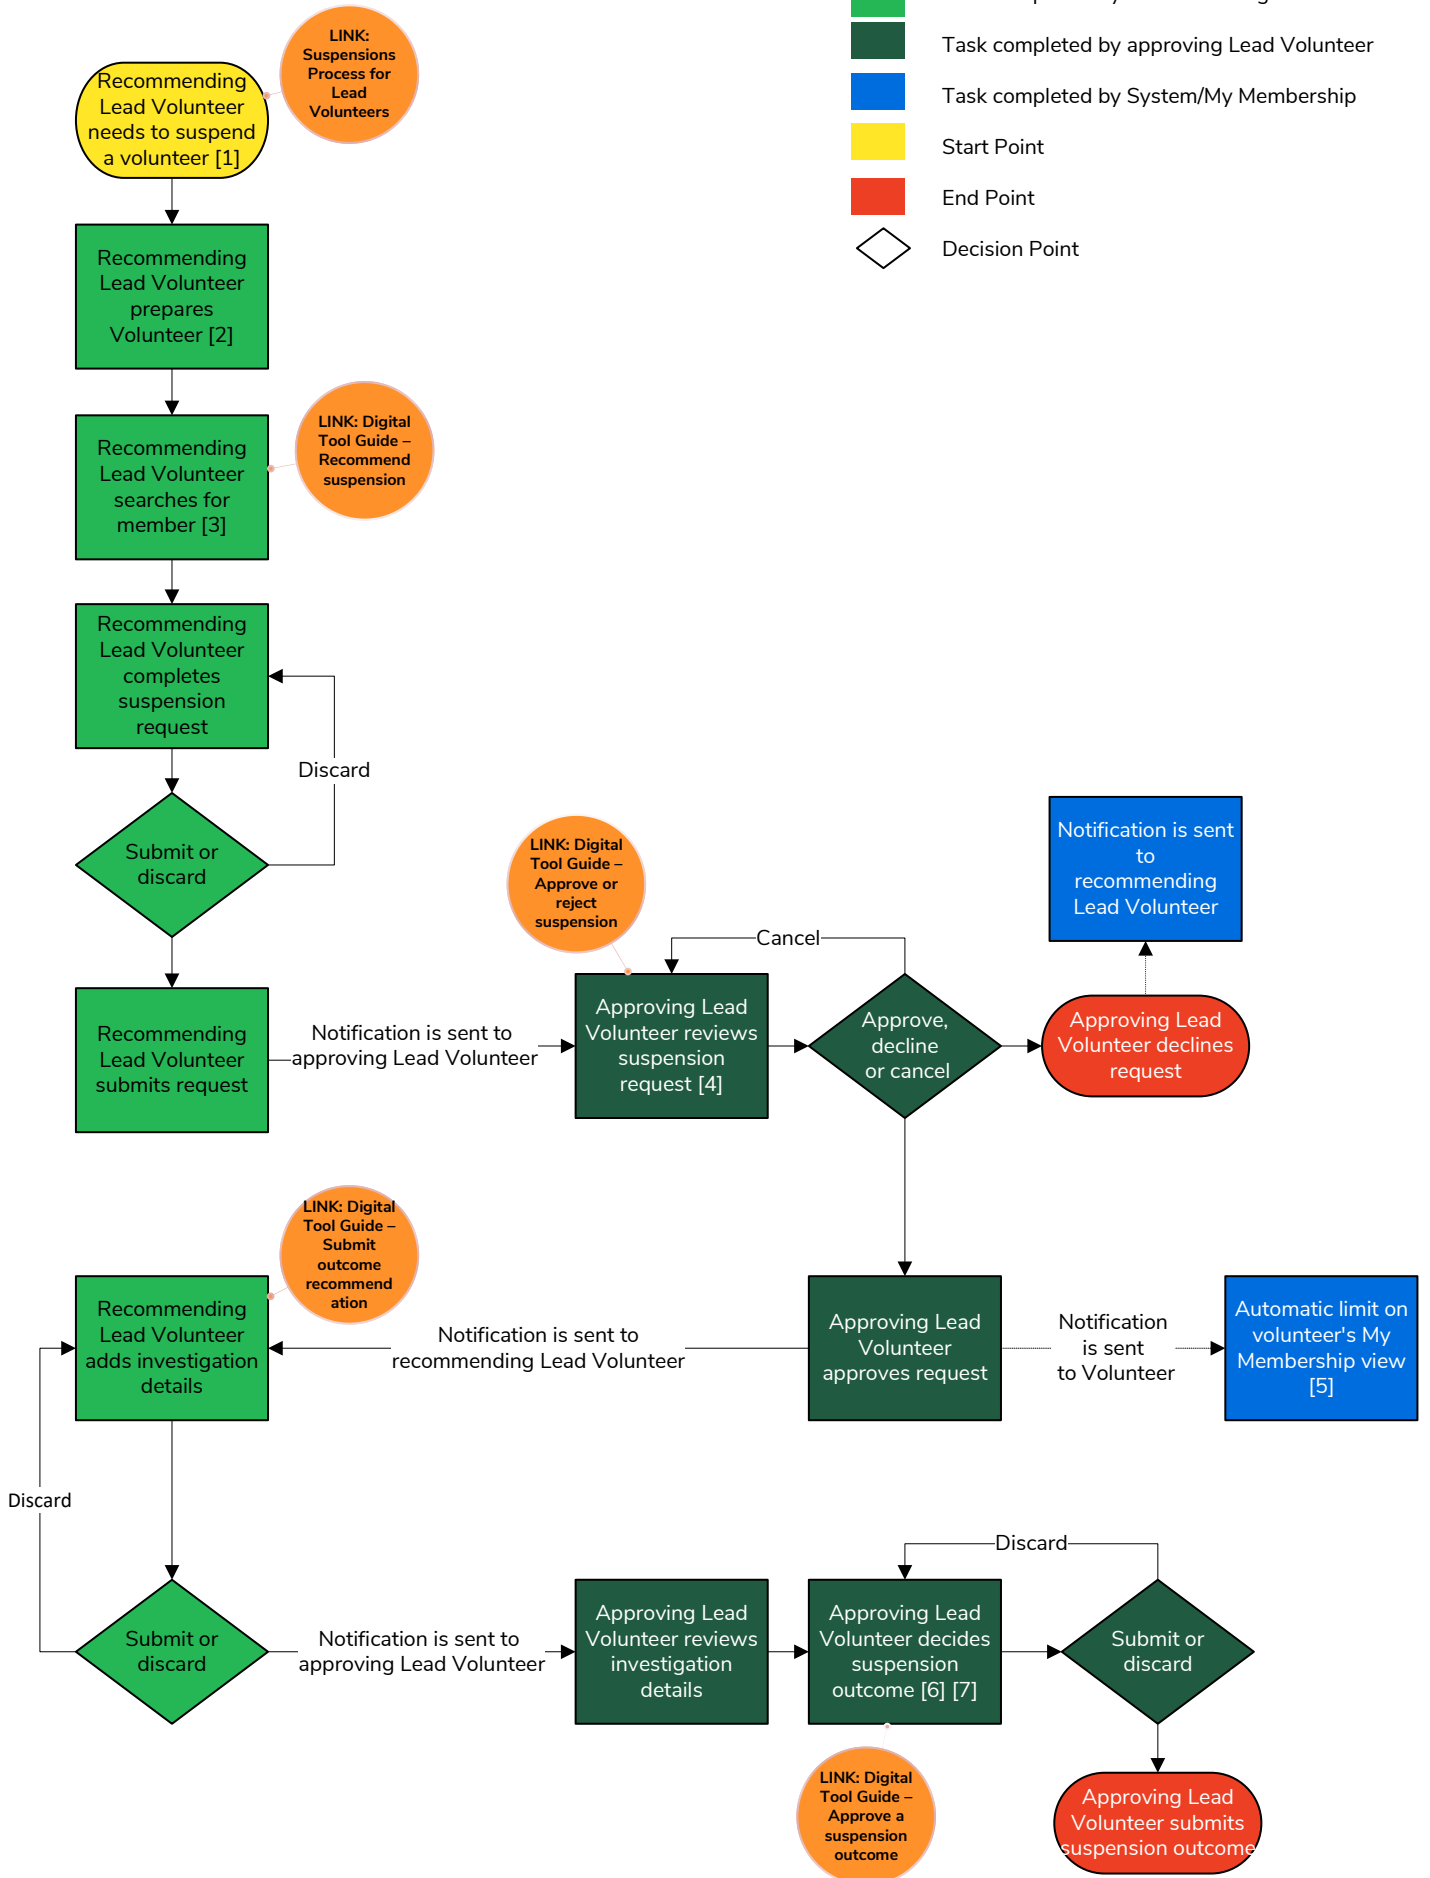 LINK:
Suspensions
Process for
Lead
Volunteers
Recommending
Lead Volunteer
needs to suspend
a volunteer [1]
Task completed by approving Lead Volunteer
Task completed by System/My Membership
Start Point
End Point
Decision Point
Recommending
Lead Volunteer
prepares
Volunteer [2]
LINK: Digital
Tool Guide –
Recommend
suspension
Recommending
Lead Volunteer
searches for
member [3]
Recommending
Lead Volunteer
completes
suspension
request
Discard
Submit or
discard
LINK: Digital
Tool Guide –
Approve or
reject
suspension
Notification is sent
to
recommending
Lead Volunteer
Cancel
Recommending
Lead Volunteer
submits request
Notification is sent to
approving Lead Volunteer
Approving Lead
Volunteer reviews
suspension
request [4]
Approve,
decline
or cancel
Approving Lead
Volunteer declines
request
LINK: Digital
Tool Guide –
Submit
outcome
recommend
ation
Recommending
Lead Volunteer
adds investigation
details
Notification is sent to
recommending Lead Volunteer
Approving Lead
Volunteer
approves request
Notification
is sent
to Volunteer
Automatic limit on
volunteer's My
Membership view
[5]
Discard
Discard
Submit or
discard
Notification is sent to
approving Lead Volunteer
Approving Lead
Volunteer reviews
investigation
details
Approving Lead
Volunteer decides
suspension
outcome [6] [7]
Submit or
discard
LINK: Digital
Tool Guide –
Approve a
suspension
outcome
Approving Lead
Volunteer submits
suspension outcome